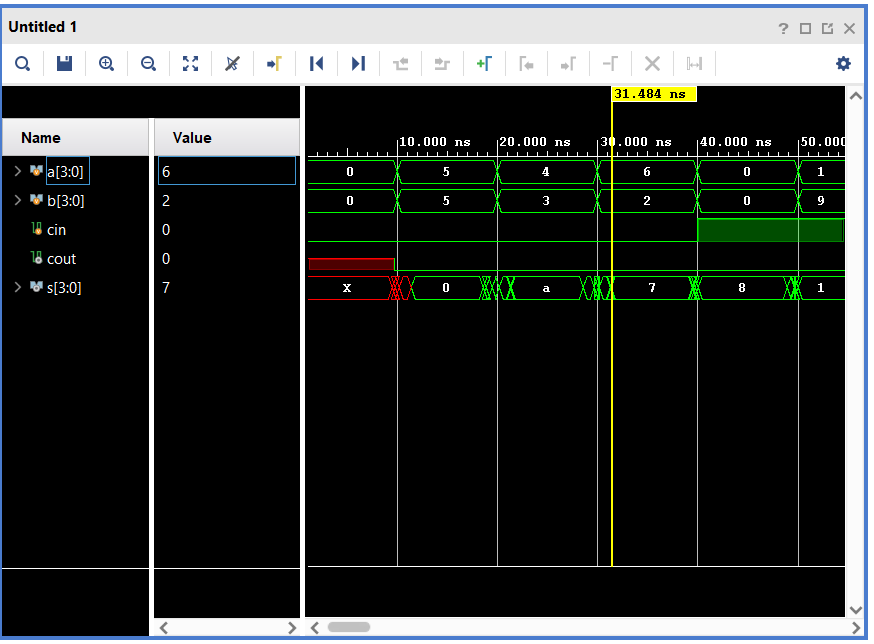 Untitled 1
?
31.484 ns
Name Value
10.000 ns 20.000 ns 30.000 ns 40.000 ns 50.000
a[3:0] 6 0 5 4 6 0 1
b[3:0] 2 0 5 3 2 0 9
cin 0
cout 0
s[3:0] 7 X 0 a 7 8 1